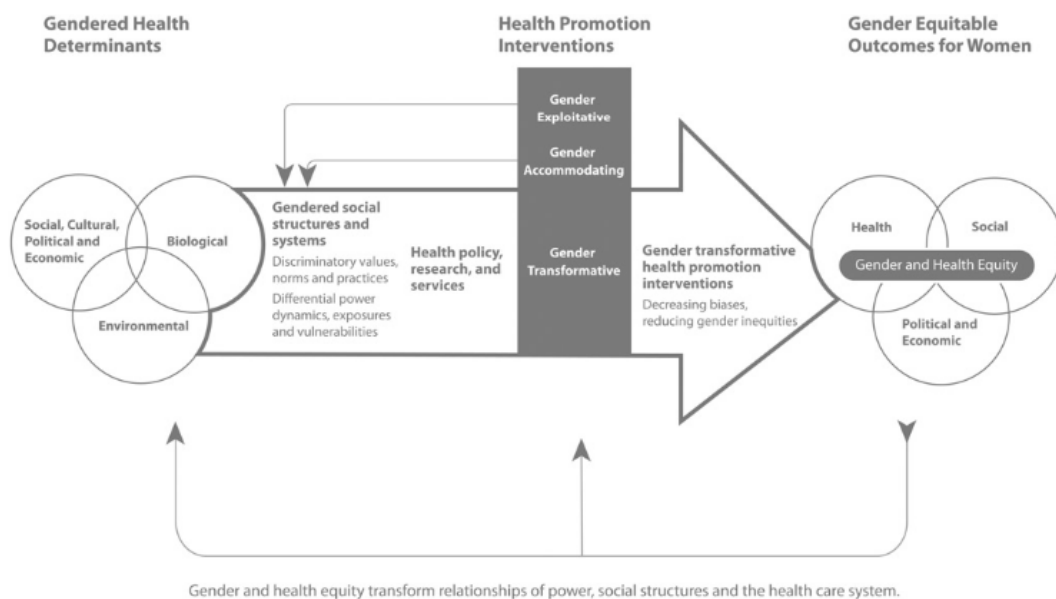 Gendered Health
Determinants
Health Promotion
Interventions
Gender Equitable
Outcomes for Women
Gender
Exploitative
Gender
Accommodating
Gender
Transformative
Social, Cultural,
Political and
Economic
Biological
Environmental
Gendered social
structures and
systems
Discriminatory values,
norms and practices
Differential power
dynamics, exposures
and vulnerabilities
Health policy,
research, and
services
Gender transformative
health promotion
interventions
Decreasing biases,
reducing gender inequities
Health
Social
Gender and Health Equity
Political and
Economic
Gender and health equity transform relationships of power, social structures and the health care system.